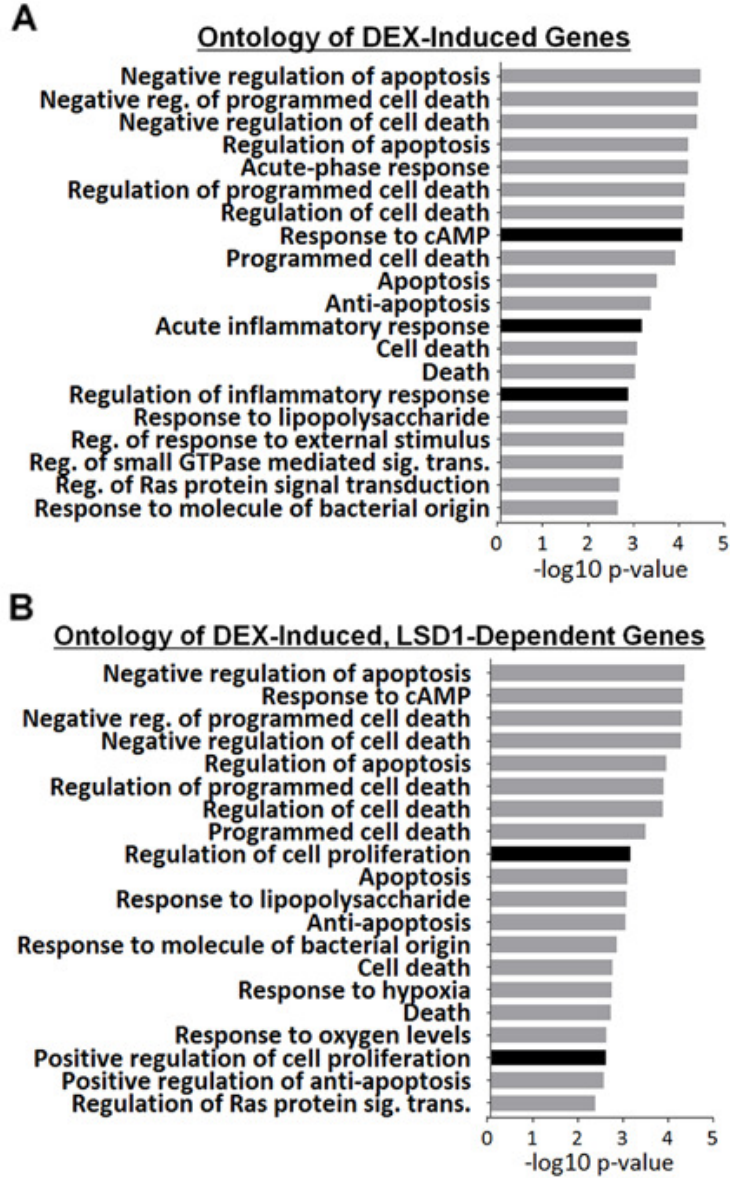 A
Ontology of DEX-Induced Genes
Negative regulation of apoptosis
Negative reg. of programmed cell death
Negative regulation of cell death
Regulation of apoptosis
Acute-phase response
Regulation of programmed cell death
Regulation of cell death
Response to cAMP
Programmed cell death
Apoptosis
Anti-apoptosis
Acute inflammatory response
Cell death
Death
Regulation of inflammatory response
Response to lipopolysaccharide
Reg. of response to external stimulus
Reg. of small GTPase mediated sig. trans.
Reg. of Ras protein signal transduction
Response to molecule of bacterial origin
0 1 2 3 4 5
-log10 p-value
B
Ontology of DEX-Induced, LSD1-Dependent Genes
Negative regulation of apoptosis
Response to cAMP
Negative reg. of programmed cell death
Negative regulation of cell death
Regulation of apoptosis
Regulation of programmed cell death
Regulation of cell death
Programmed cell death
Regulation of cell proliferation
Apoptosis
Response to lipopolysaccharide
Anti-apoptosis
Response to molecule of bacterial origin
Cell death
Response to hypoxia
Death
Response to oxygen levels
Positive regulation of cell proliferation
Positive regulation of anti-apoptosis
Regulation of Ras protein sig. trans.
0 1 2 3 4 5
-log10 p-value